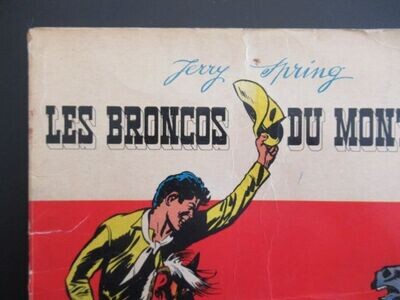 Jerry Spring
LES BRONCOS DU MONT